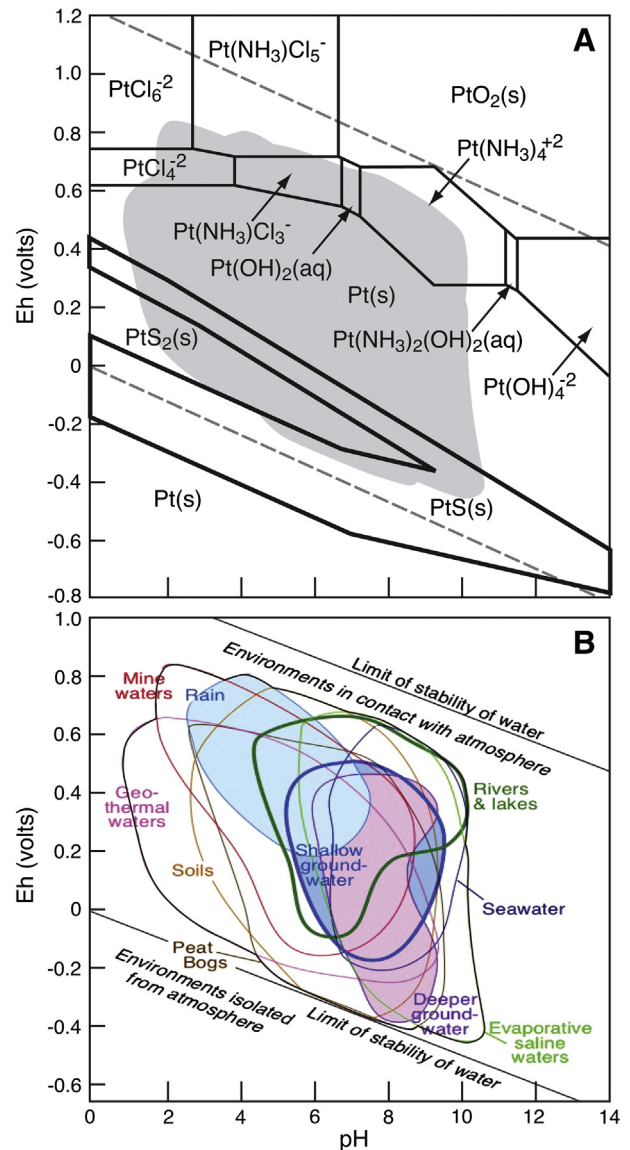 A
1.2
1.0
0.8
0.6
0.4
0.2
0
-0.2
-0.4
-0.6
-0.8
Eh (volts)
Pt(NH3)Cl5-
PtCl6-2
PtO2(s)
Pt(NH3)4+2
PtCl4-2
Pt(NH3)Cl3-
Pt(OH)2(aq)
Pt(s)
PtS2(s)
Pt(NH3)2(OH)2(aq)
Pt(OH)4-2
Pt(s)
PtS(s)
B
1.0
0.8
0.6
0.4
0.2
0
-0.2
-0.4
-0.6
Eh (volts)
Limit of stability of water
Environments in contact with atmosphere
Mine
waters
Rain
Geo-
thermal
waters
Rivers
& lakes
Shallow
ground-
water
Soils
Seawater
Peat
Bogs
Environments isolated
from atmosphere
Limit of stability of water
Deeper
ground-
water
Evaporative
saline
waters
0
2
4
6
8
10
12
14
pH